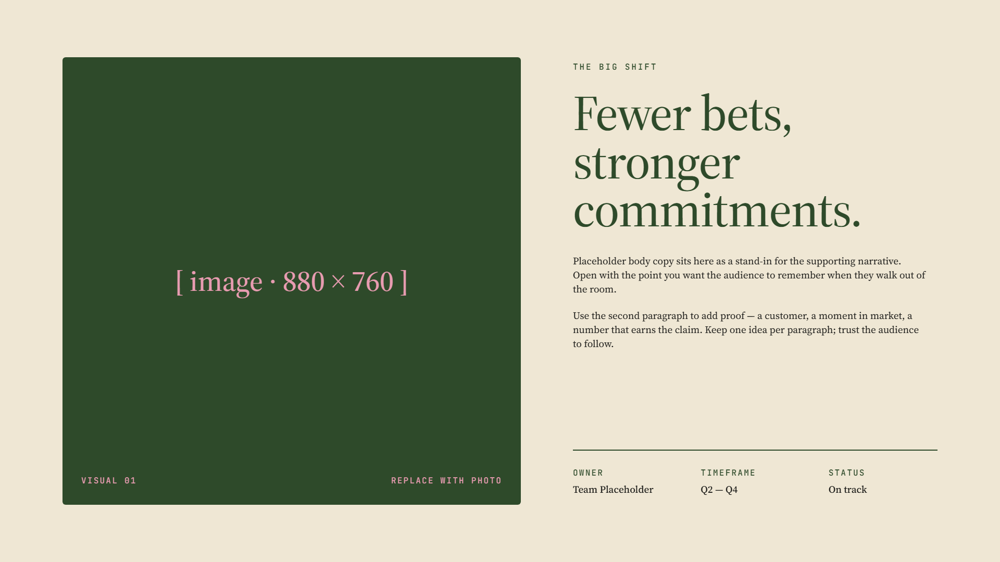 [ image · 880 × 760 ]
VISUAL 01
REPLACE WITH PHOTO
THE BIG SHIFT
Fewer bets,
stronger
commitments.
Placeholder body copy sits here as a stand-in for the supporting narrative.
Open with the point you want the audience to remember when they walk out of
the room.
Use the second paragraph to add proof — a customer, a moment in market, a
number that earns the claim. Keep one idea per paragraph; trust the audience
to follow.
OWNER
Team Placeholder
TIMEFRAME
Q2 — Q4
STATUS
On track